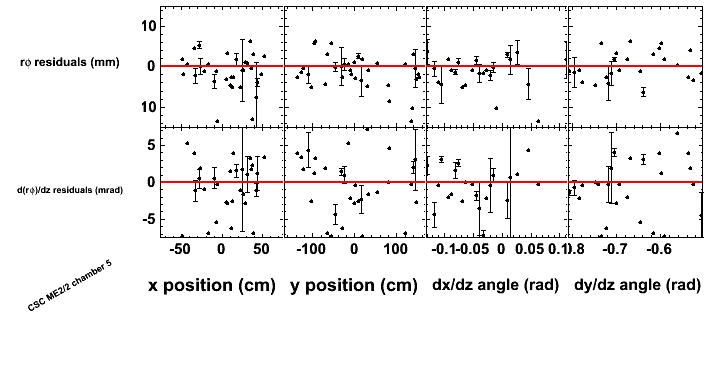 10
rϕ residuals (mm)
0
10
5
d(rϕ)/dz residuals (mrad)
0
-5
-50 0 50 -100 0 100 -0.1 -0.05 0 0.05 0.1 0.8 -0.7 -0.6
x position (cm) y position (cm) dx/dz angle (rad) dy/dz angle (rad)
CSC ME2/2 chamber 5